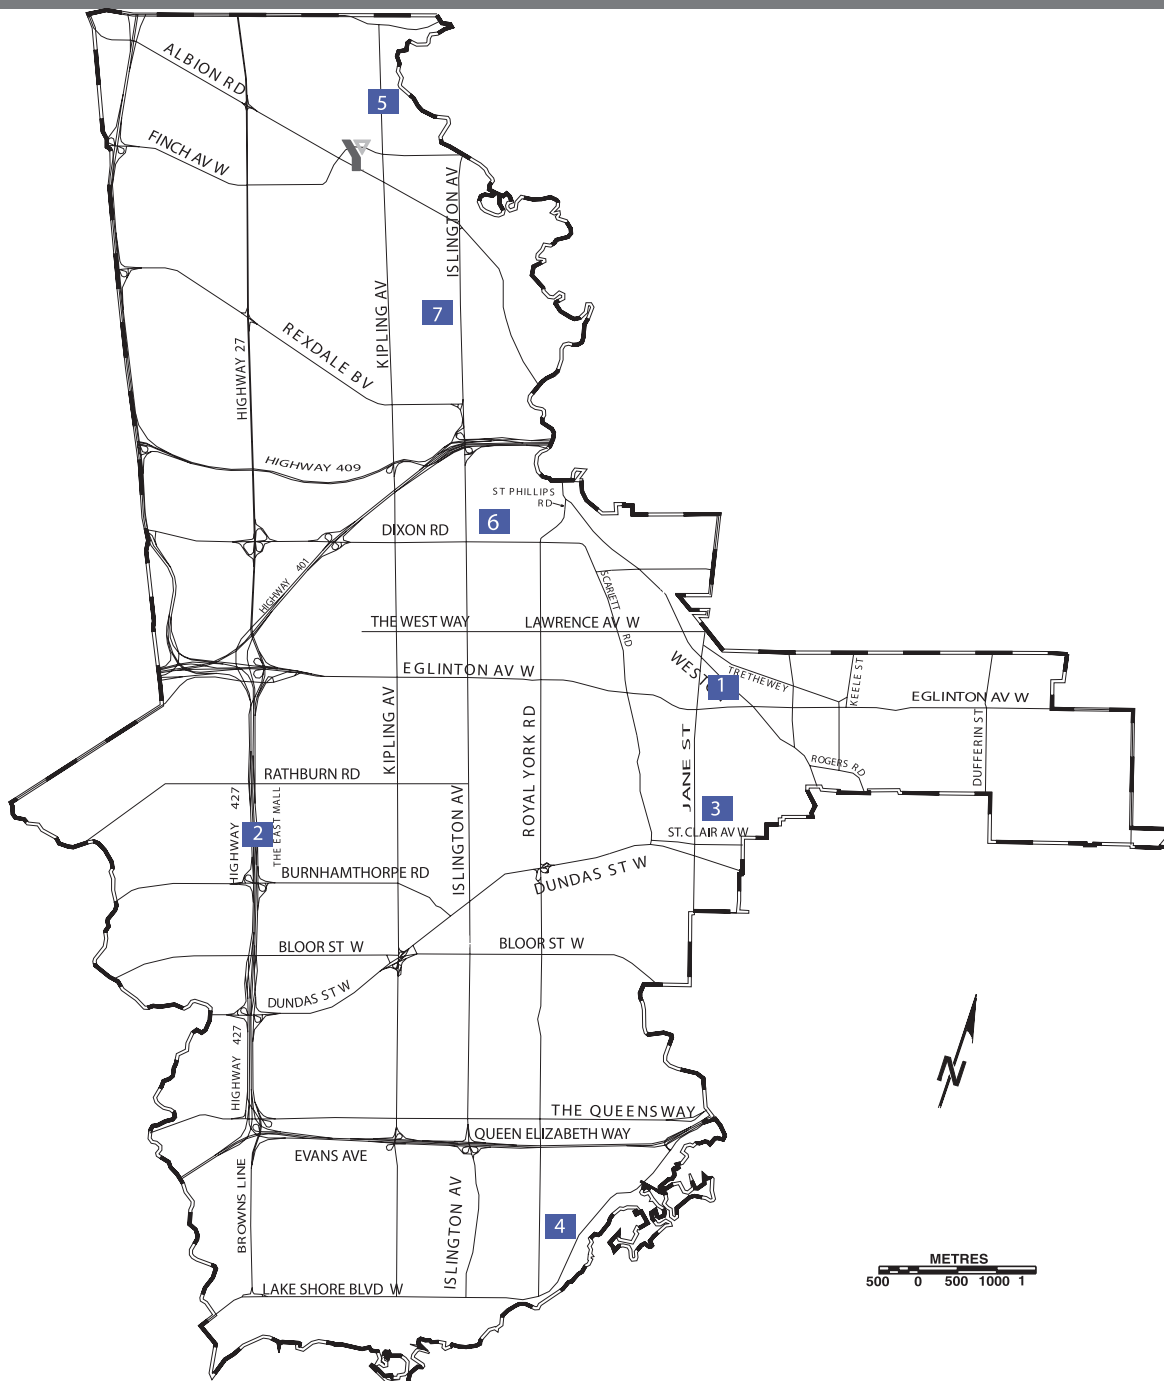 ALBION RD
5
FINCH AV W
Y
ISLINGTON AV
KIPLING AV
7
REXDALE BV
HIGHWAY 27
HIGHWAY 409
ST PHILLIPS
RD
6
DIXON RD
HIGHWAY 401
SCARLETT RD
THE WEST WAY
LAWRENCE AV W
WESTON
1
TRETHEWEY
KEELE ST
EGLINTON AV W
EGLINTON AV W
KIPLING AV
ROYAL YORK RD
JANE ST
DUFFERIN ST
ROGERS RD
RATHBURN RD
HIGHWAY 427
THE EAST MALL
2
ISLINGTON AV
3
ST. CLAIR AV W
BURNHAMTHORPE RD
DUNDAS ST W
BLOOR ST W
BLOOR ST W
DUNDAS ST W
HIGHWAY 427
N
THE QUEENSWAY
QUEEN ELIZABETH WAY
EVANS AVE
BROWNS LINE
ISLINGTON AV
4
LAKE SHORE BLVD W
METRES
500 0 500 1000 1